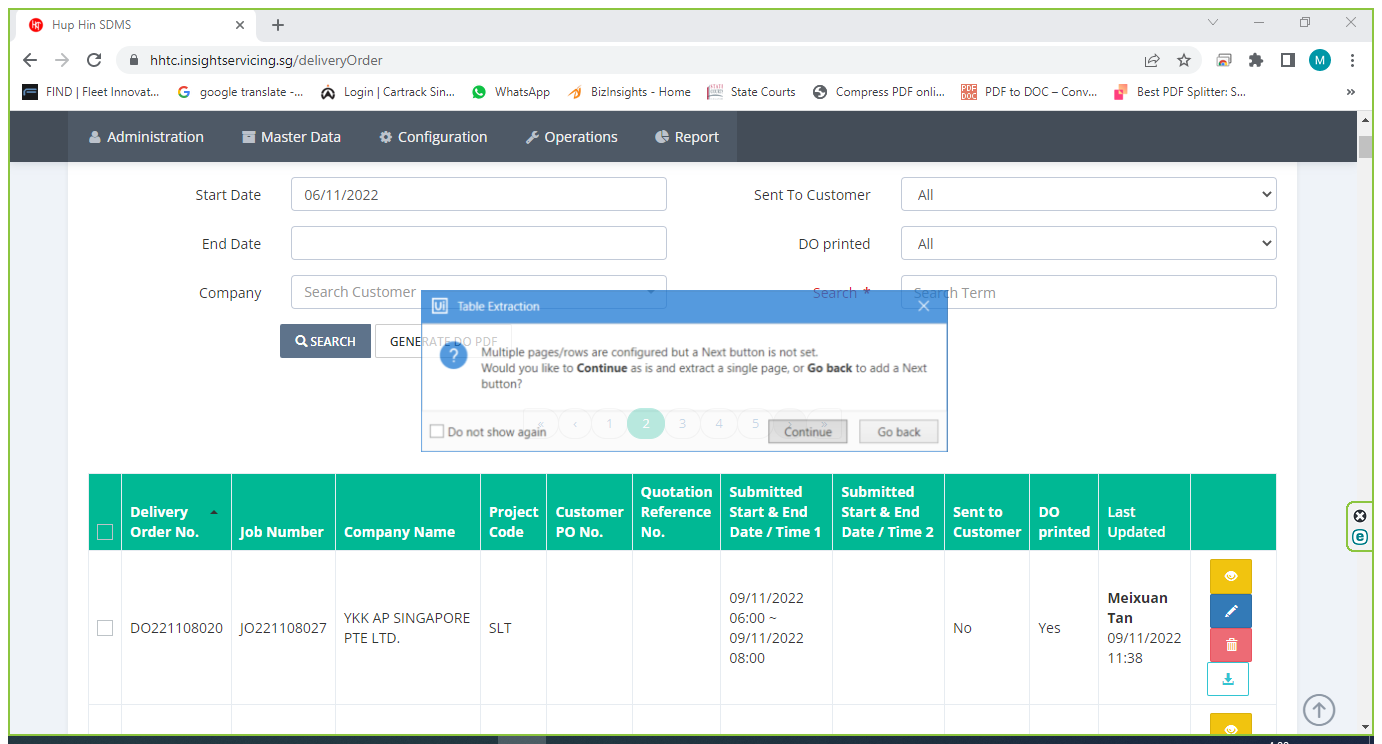 Hup Hin SDMS
hhtc.insightservicing.sg/deliveryOrder
M
FIND | Fleet Innovat...
google translate -...
Login | Cartrack Sin...
WhatsApp
BizInsights - Home
State Courts
Compress PDF onli...
PDF DOC
PDF to DOC – Conv...
Best PDF Splitter: S...
»
Administration
Master Data
Configuration
Operations
Report
Start Date
06/11/2022
Sent To Customer
All
End Date
DO printed
All
Company
Search Customer
Search *
Search Term
Ui Table Extraction
SEARCH
GENERATE DO PDF
Multiple pages/rows are configured but a Next button is not set.
Would you like to Continue as is and extract a single page, or Go back to add a Next
button?
« ‹ 1 2 3 4 5 › »
Do not show again
Continue
Go back
Delivery Order No.
Job Number
Company Name
Project Code
Customer PO No.
Quotation Reference No.
Submitted Start & End Date / Time 1
Submitted Start & End Date / Time 2
Sent to Customer
DO printed
Last Updated
DO221108020
JO221108027
YKK AP SINGAPORE
PTE LTD.
SLT
09/11/2022
06:00 ~
09/11/2022
08:00
No
Yes
Meixuan
Tan
09/11/2022
11:38